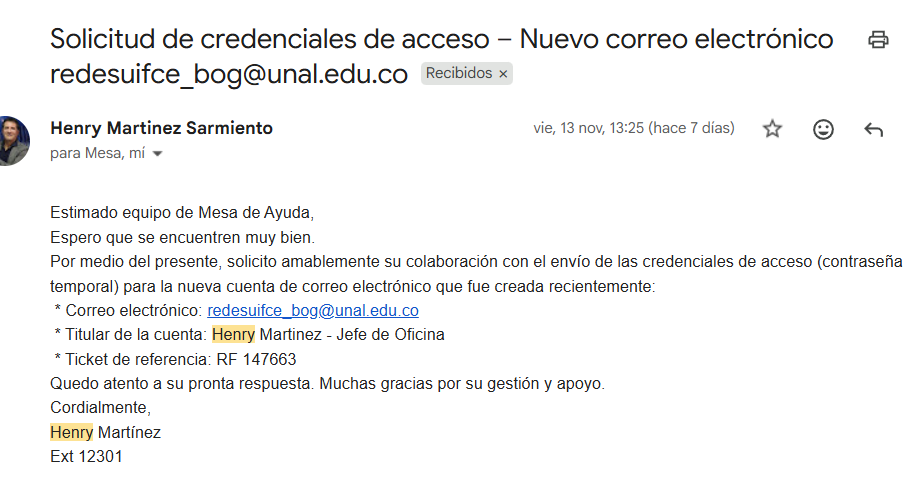 Solicitud de credenciales de acceso – Nuevo correo electrónico
redesuifce_bog@unal.edu.co Recibidos ×
Henry Martinez Sarmiento vie, 13 nov, 13:25 (hace 7 días)
para Mesa, mí
Estimado equipo de Mesa de Ayuda,
Espero que se encuentren muy bien.
Por medio del presente, solicito amablemente su colaboración con el envío de las credenciales de acceso (contraseña
temporal) para la nueva cuenta de correo electrónico que fue creada recientemente:
* Correo electrónico: redesuifce_bog@unal.edu.co
* Titular de la cuenta: Henry Martinez - Jefe de Oficina
* Ticket de referencia: RF 147663
Quedo atento a su pronta respuesta. Muchas gracias por su gestión y apoyo.
Cordialmente,
Henry Martínez
Ext 12301